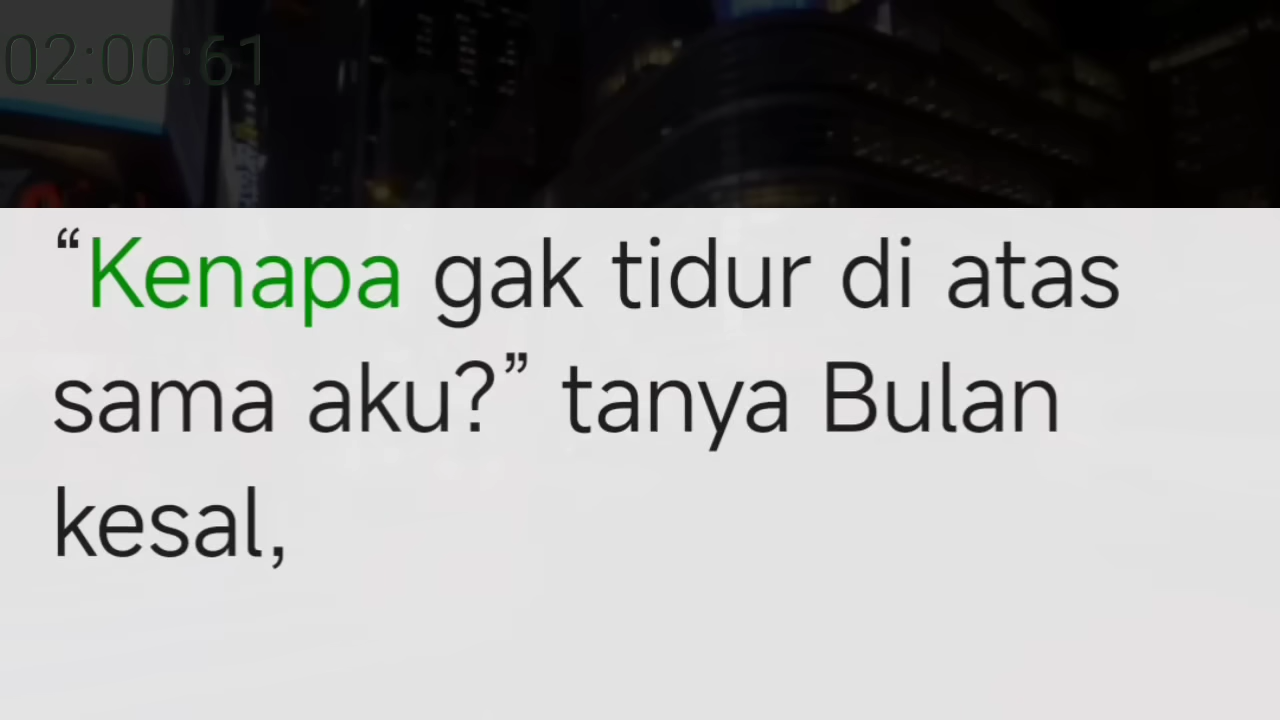 02:00:61
“Kenapa gak tidur di atas
sama aku?” tanya Bulan
kesal,